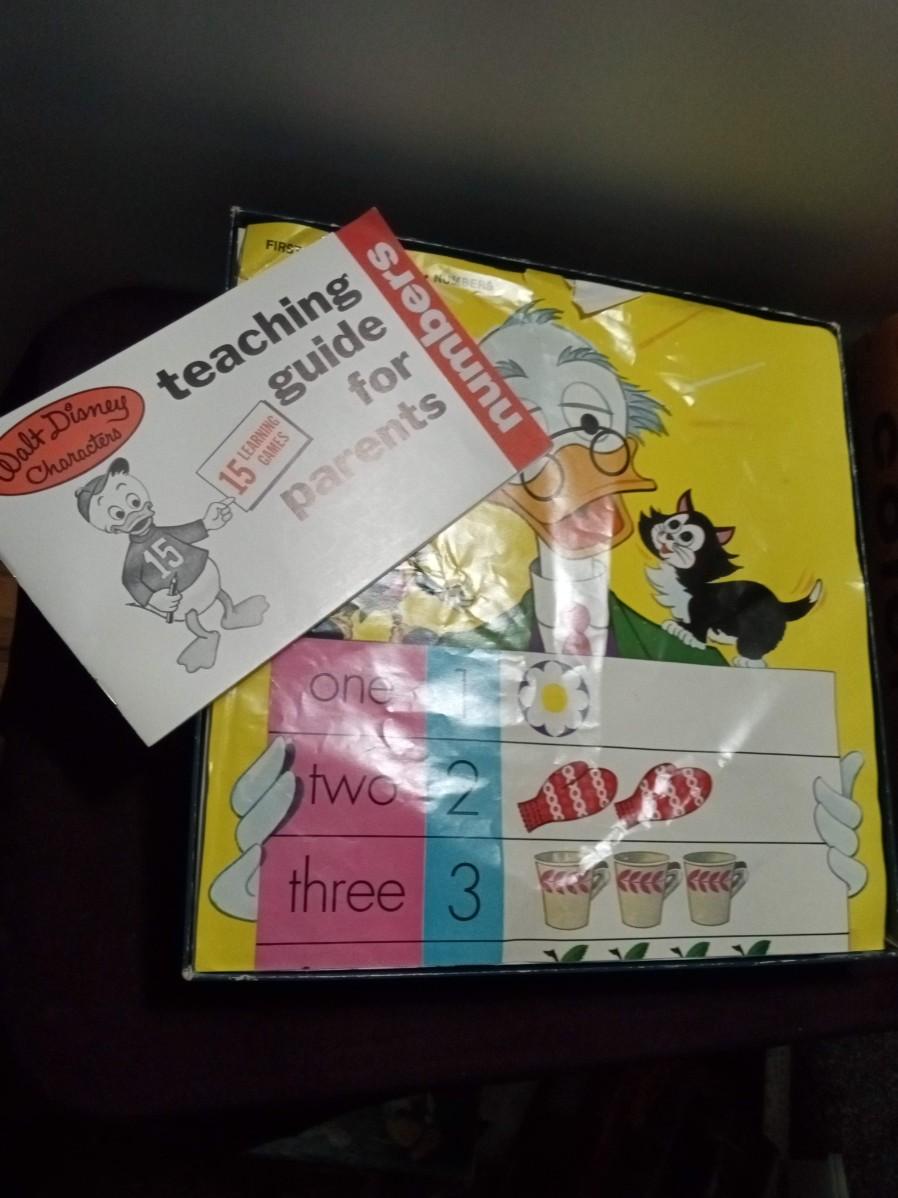 FIRST
NUMBERS
numbers
teaching
guide
for
parents
Walt Disney
Characters
15 LEARNING
GAMES
15
one 1
two 2
three 3